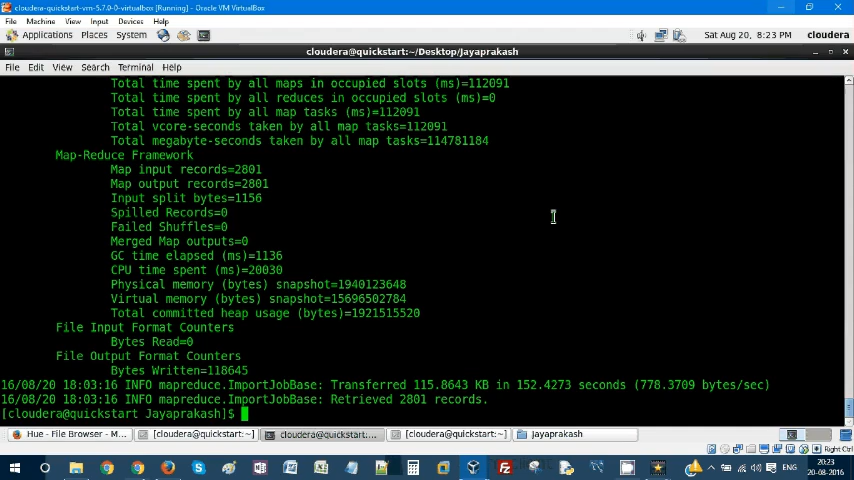 cloudera-quickstart-vm-5.7.0-0-virtualbox [Running] - Oracle VM VirtualBox
File Machine View Input Devices Help
Applications Places System Sat Aug 20, 8:23 PM cloudera
cloudera@quickstart:~/Desktop/Jayaprakash
File Edit View Search Terminal Help
Total time spent by all maps in occupied slots (ms)=112091
Total time spent by all reduces in occupied slots (ms)=0
Total time spent by all map tasks (ms)=112091
Total vcore-seconds taken by all map tasks=112091
Total megabyte-seconds taken by all map tasks=114781184
Map-Reduce Framework
Map input records=2801
Map output records=2801
Input split bytes=1156
Spilled Records=0
Failed Shuffles=0
Merged Map outputs=0
GC time elapsed (ms)=1136
CPU time spent (ms)=20030
Physical memory (bytes) snapshot=1940123648
Virtual memory (bytes) snapshot=15696502784
Total committed heap usage (bytes)=1921515520
File Input Format Counters
Bytes Read=0
File Output Format Counters
Bytes Written=118645
16/08/20 18:03:16 INFO mapreduce.ImportJobBase: Transferred 115.8643 KB in 152.4273 seconds (778.3709 bytes/sec)
16/08/20 18:03:16 INFO mapreduce.ImportJobBase: Retrieved 2801 records.
[cloudera@quickstart Jayaprakash]$
Hue - File Browser - M... [cloudera@quickstart:~] cloudera@quickstart:... [cloudera@quickstart:~] Jayaprakash
Right Ctrl
ENG 20:23
20-08-2016